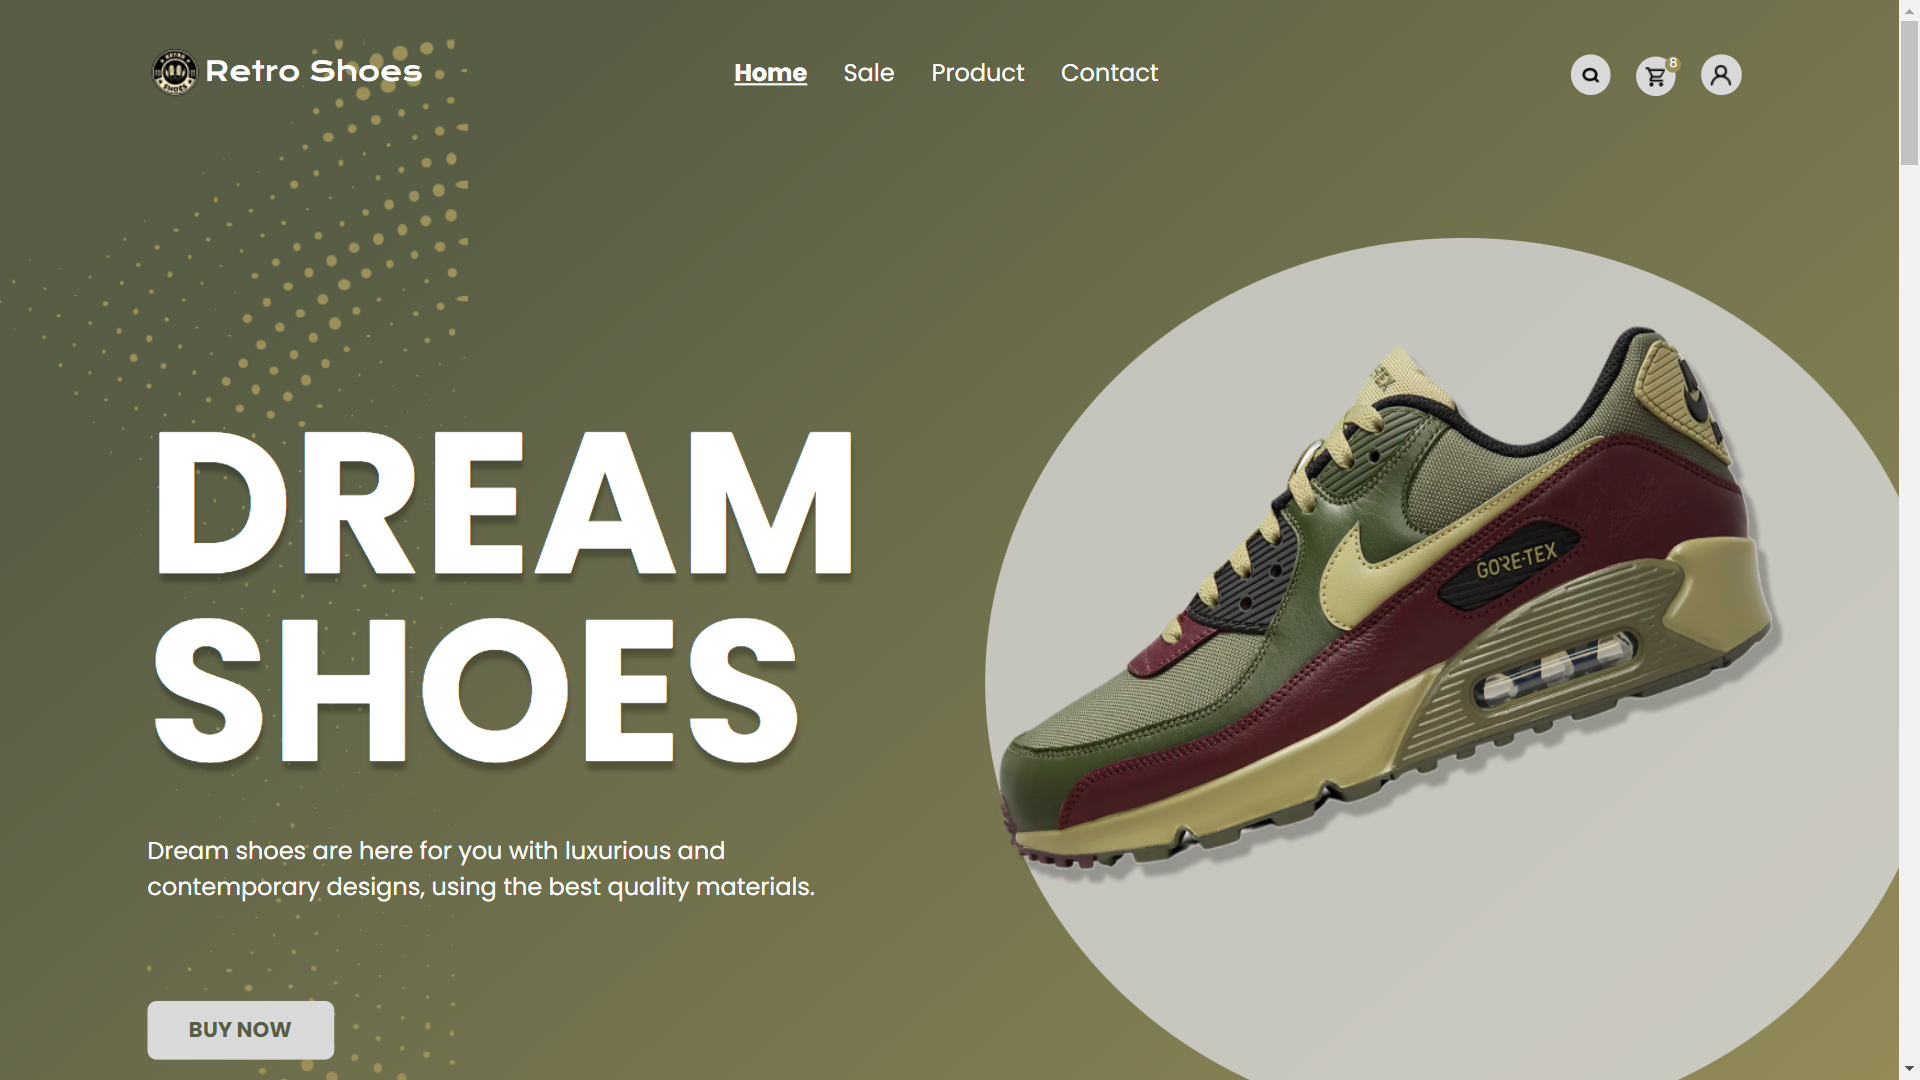 Retro Shoes
Home
Sale
Product
Contact
8
DREAM
SHOES
GORE-TEX
Dream shoes are here for you with luxurious and
contemporary designs, using the best quality materials.
BUY NOW